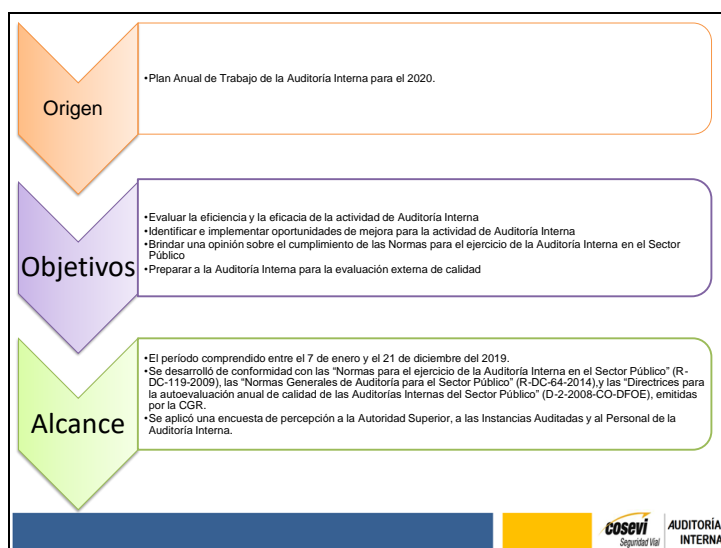 Origen
•Plan Anual de Trabajo de la Auditoría Interna para el 2020.
Objetivos
•Evaluar la eficiencia y la eficacia de la actividad de Auditoría Interna
•Identificar e implementar oportunidades de mejora para la actividad de Auditoría Interna
•Brindar una opinión sobre el cumplimiento de las Normas para el ejercicio de la Auditoría Interna en el Sector
Público
•Preparar a la Auditoría Interna para la evaluación externa de calidad
Alcance
•El período comprendido entre el 7 de enero y el 21 de diciembre del 2019.
•Se desarrolló de conformidad con las “Normas para el ejercicio de la Auditoría Interna en el Sector Público” (R-
DC-119-2009), las “Normas Generales de Auditoría para el Sector Público” (R-DC-64-2014),y las “Directrices para
la autoevaluación anual de calidad de las Auditorías Internas del Sector Público” (D-2-2008-CO-DFOE), emitidas
por la CGR.
•Se aplicó una encuesta de percepción a la Autoridad Superior, a las Instancias Auditadas y al Personal de la
Auditoría Interna.
cosevi
Seguridad Vial
AUDITORÍA
INTERNA